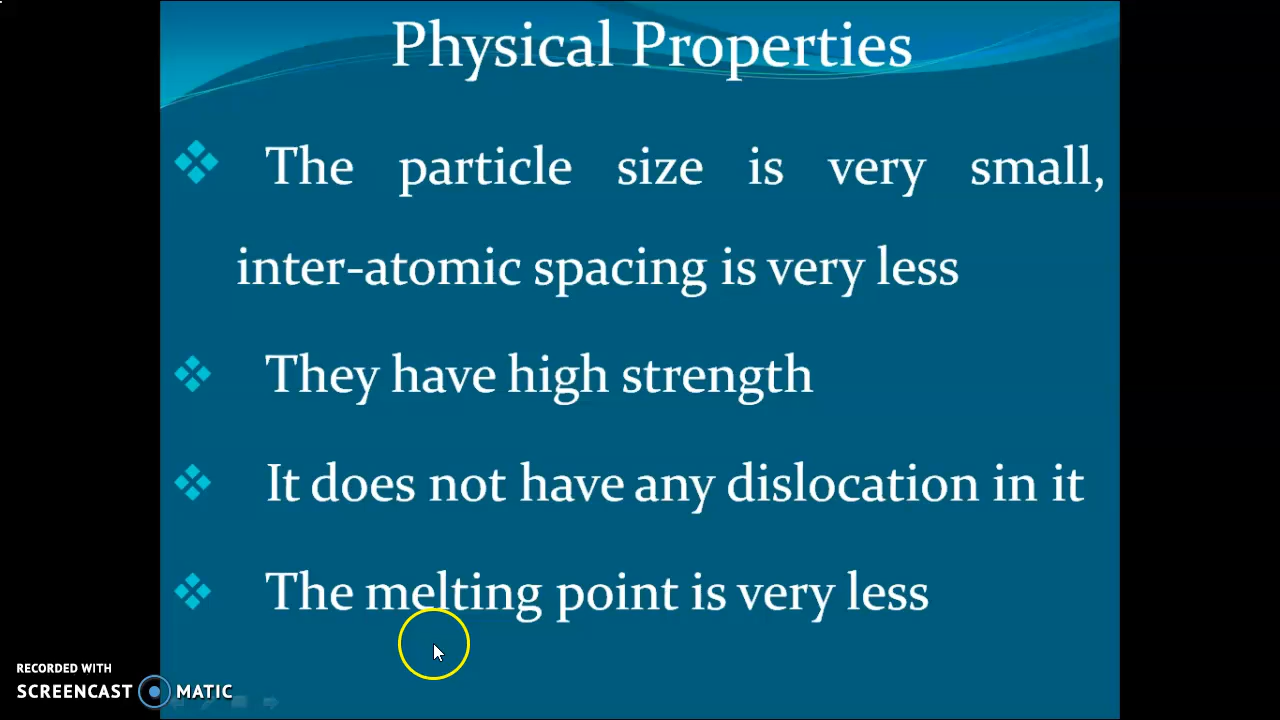 Physical Properties
The particle size is very small,
inter-atomic spacing is very less
They have high strength
It does not have any dislocation in it
The melting point is very less
RECORDED WITH
SCREENCAST MATIC